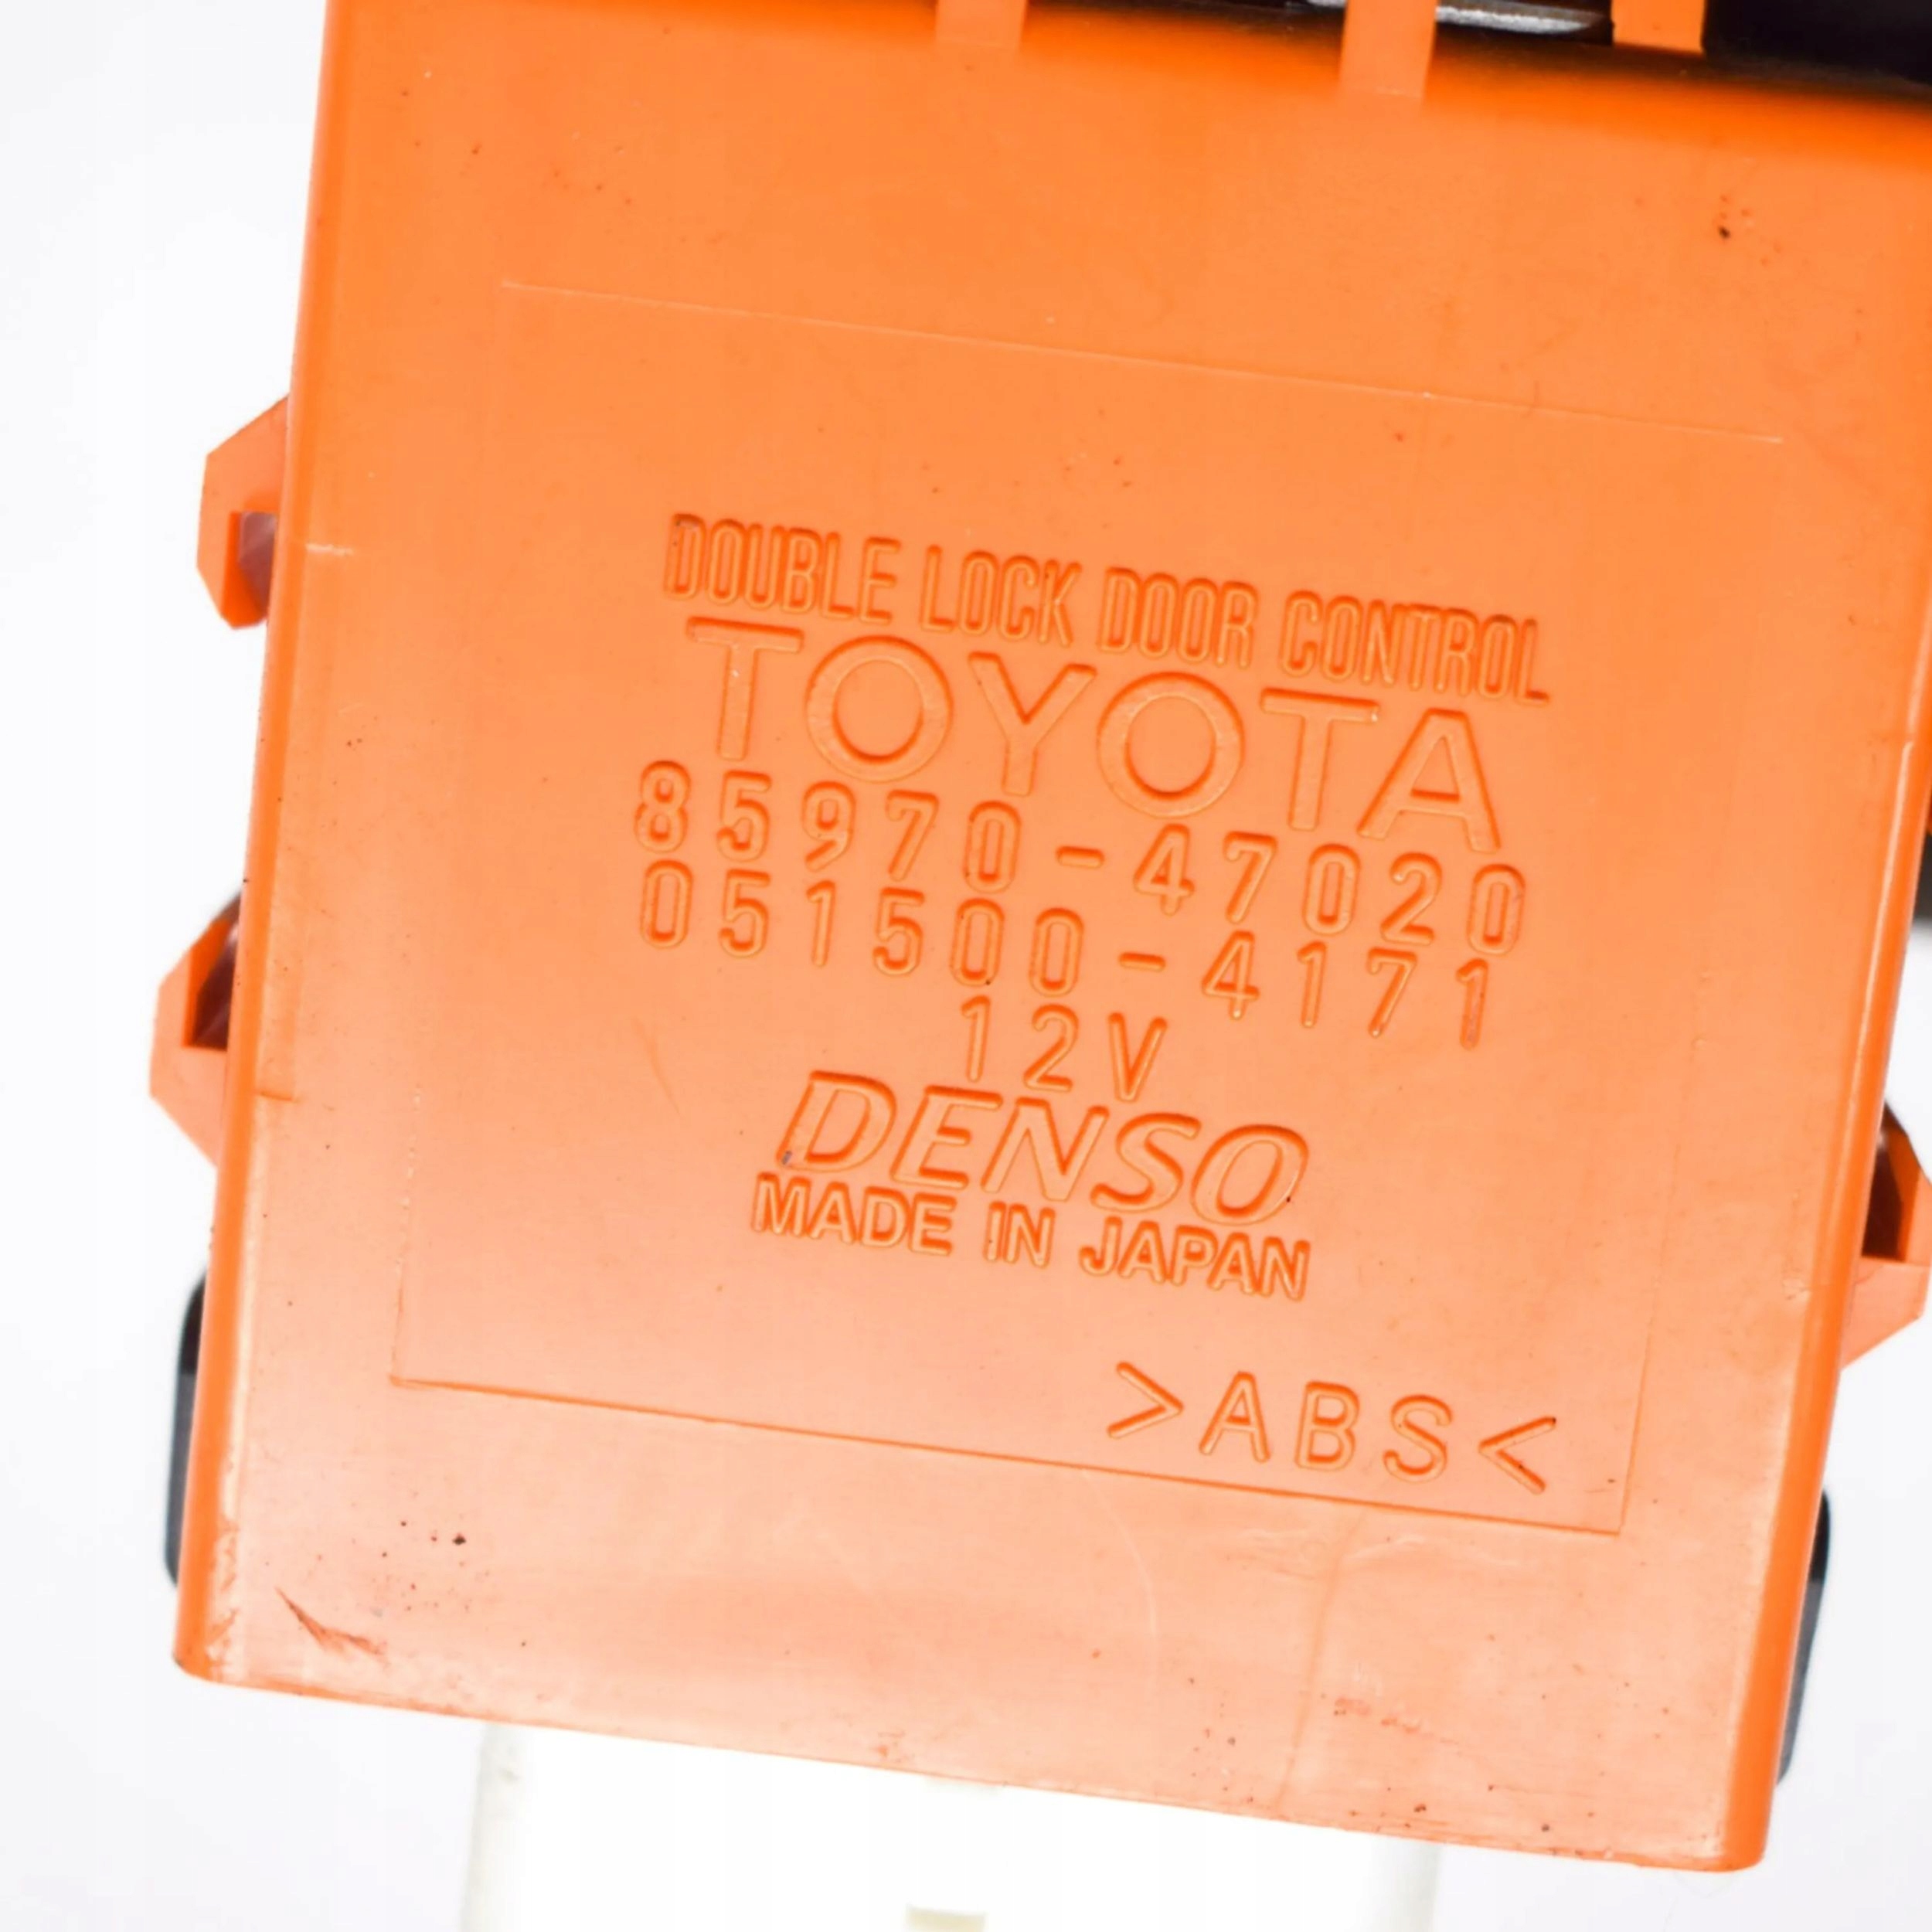 DOUBLE LOCK DOOR CONTROL
TOYOTA
85970-47020
051500-4171
12V
DENSO
MADE IN JAPAN
>ABS<